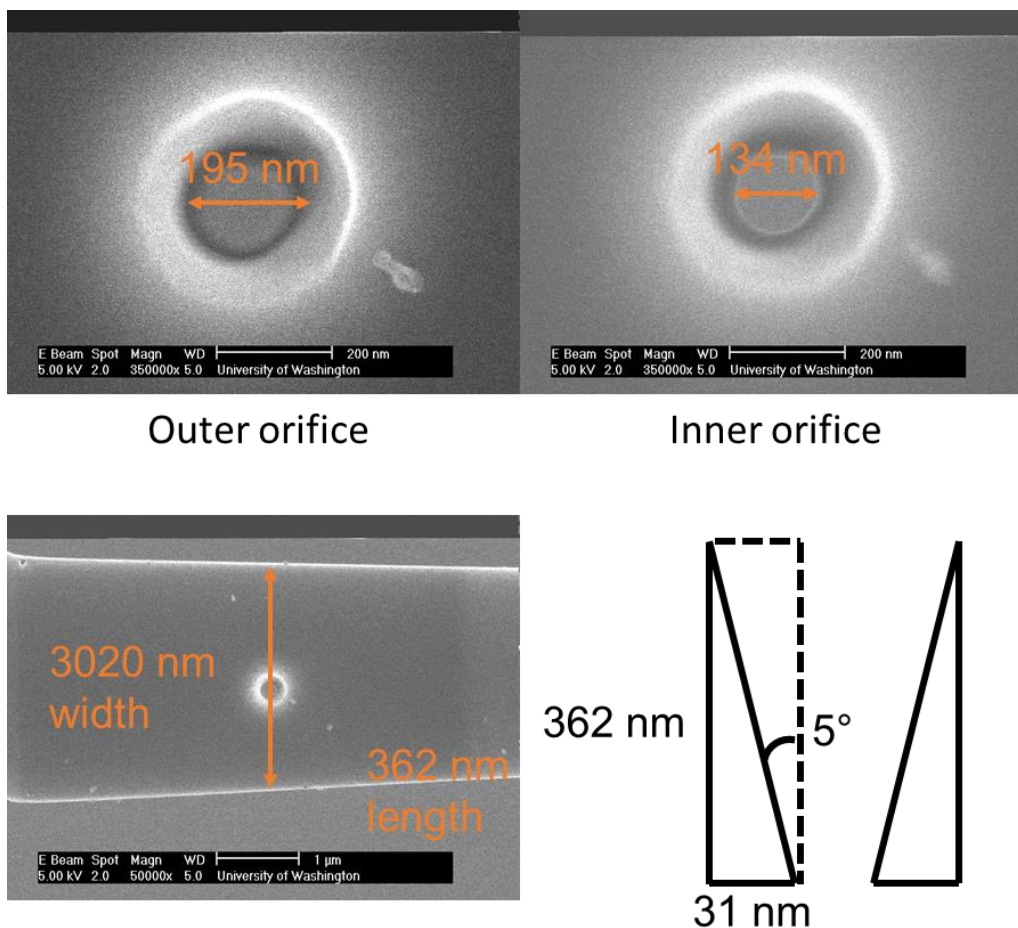 195 nm
E Beam Spot Magn WD 200 nm
5.00 kV 2.0 350000x 5.0 University of Washington
Outer orifice
134 nm
E Beam Spot Magn WD 200 nm
5.00 kV 2.0 350000x 5.0 University of Washington
Inner orifice
3020 nm
width
362 nm
length
E Beam Spot Magn WD 1 µm
5.00 kV 2.0 50000x 5.0 University of Washington
362 nm
5°
31 nm